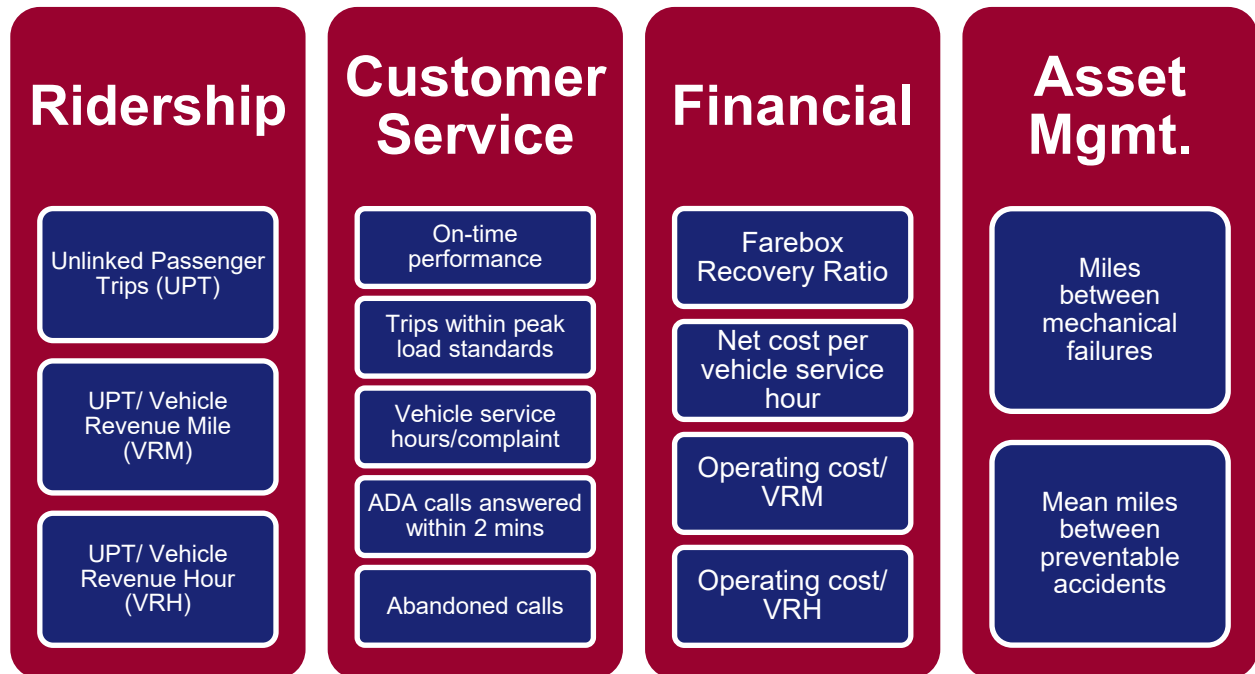 Ridership
Unlinked Passenger
Trips (UPT)
UPT/ Vehicle
Revenue Mile
(VRM)
UPT/ Vehicle
Revenue Hour
(VRH)
Customer
Service
On-time
performance
Trips within peak
load standards
Vehicle service
hours/complaint
ADA calls answered
within 2 mins
Abandoned calls
Financial
Farebox
Recovery Ratio
Net cost per
vehicle service
hour
Operating cost/
VRM
Operating cost/
VRH
Asset
Mgmt.
Miles
between
mechanical
failures
Mean miles
between
preventable
accidents